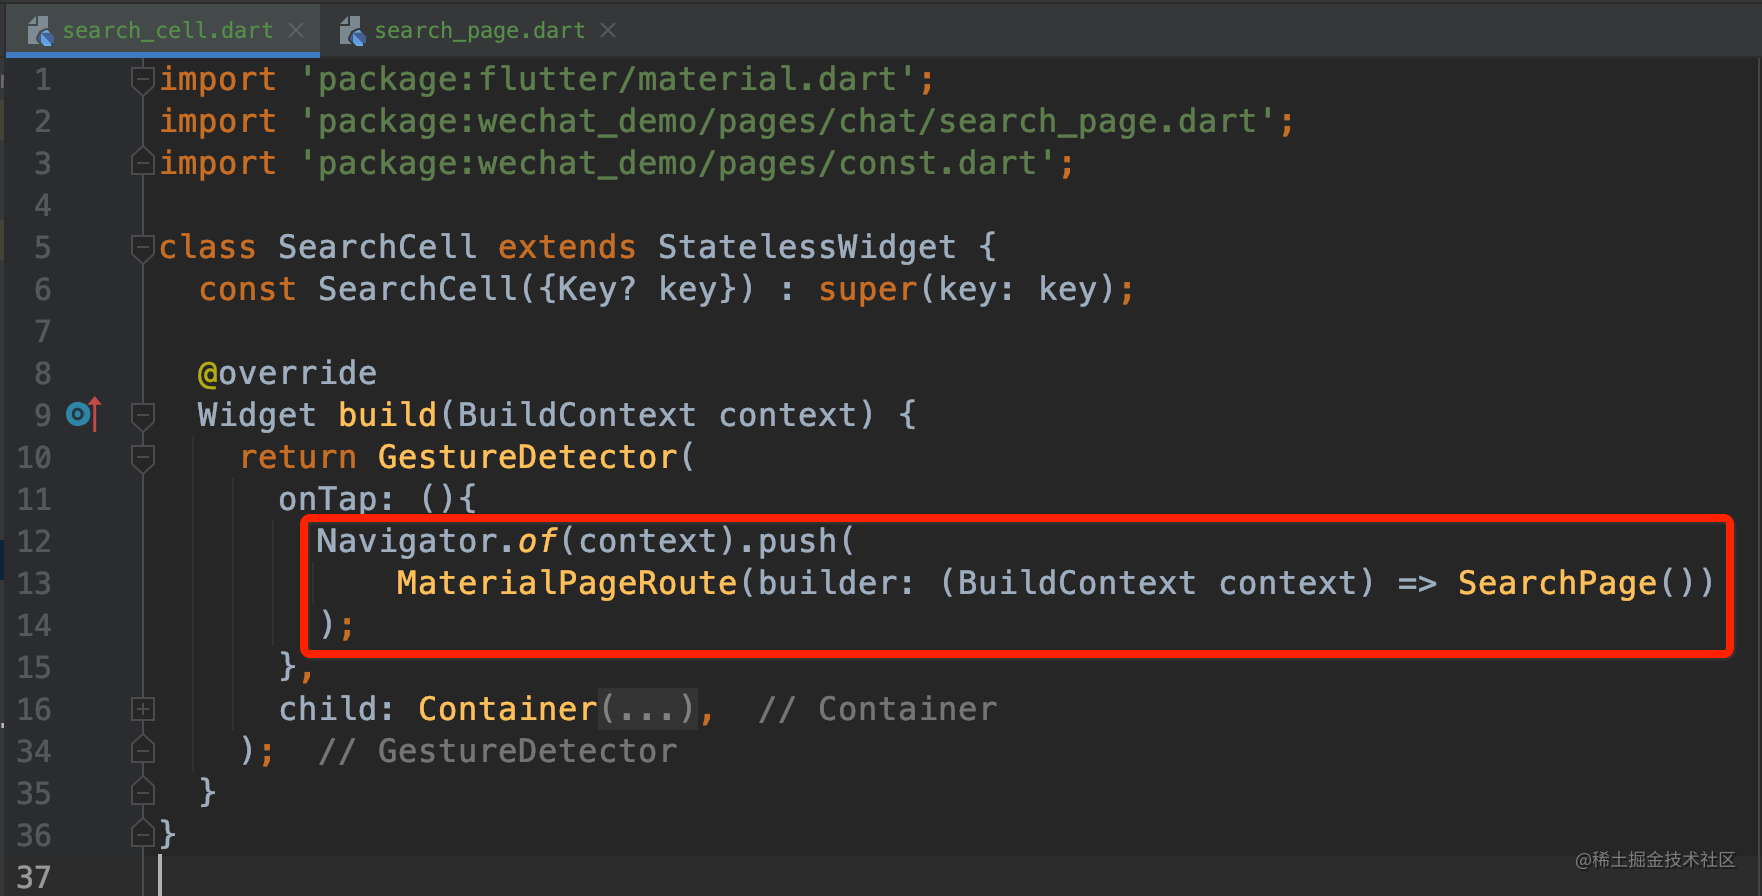 search_cell.dart search_page.dart
1 import 'package:flutter/material.dart';
2 import 'package:wechat_demo/pages/chat/search_page.dart';
3 import 'package:wechat_demo/pages/const.dart';
4
5 class SearchCell extends StatelessWidget {
6 const SearchCell({Key? key}) : super(key: key);
7
8 @override
9 Widget build(BuildContext context) {
10 return GestureDetector(
11 onTap: (){
12 Navigator.of(context).push(
13 MaterialPageRoute(builder: (BuildContext context) => SearchPage())
14 );
15 },
16 child: Container(...), // Container
34 ); // GestureDetector
35 }
36 }
37
@稀土掘金技术社区